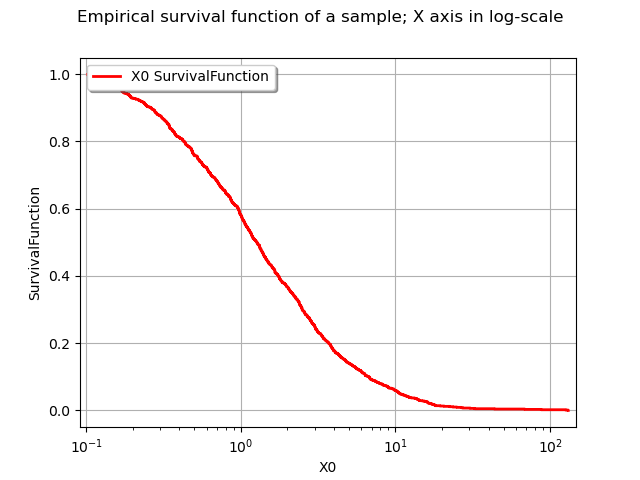 Empirical survival function of a sample; X axis in log-scale
X0 SurvivalFunction
SurvivalFunction
1.0
0.8
0.6
0.4
0.2
0.0
10⁻¹ 10⁰ 10¹ 10²
X0